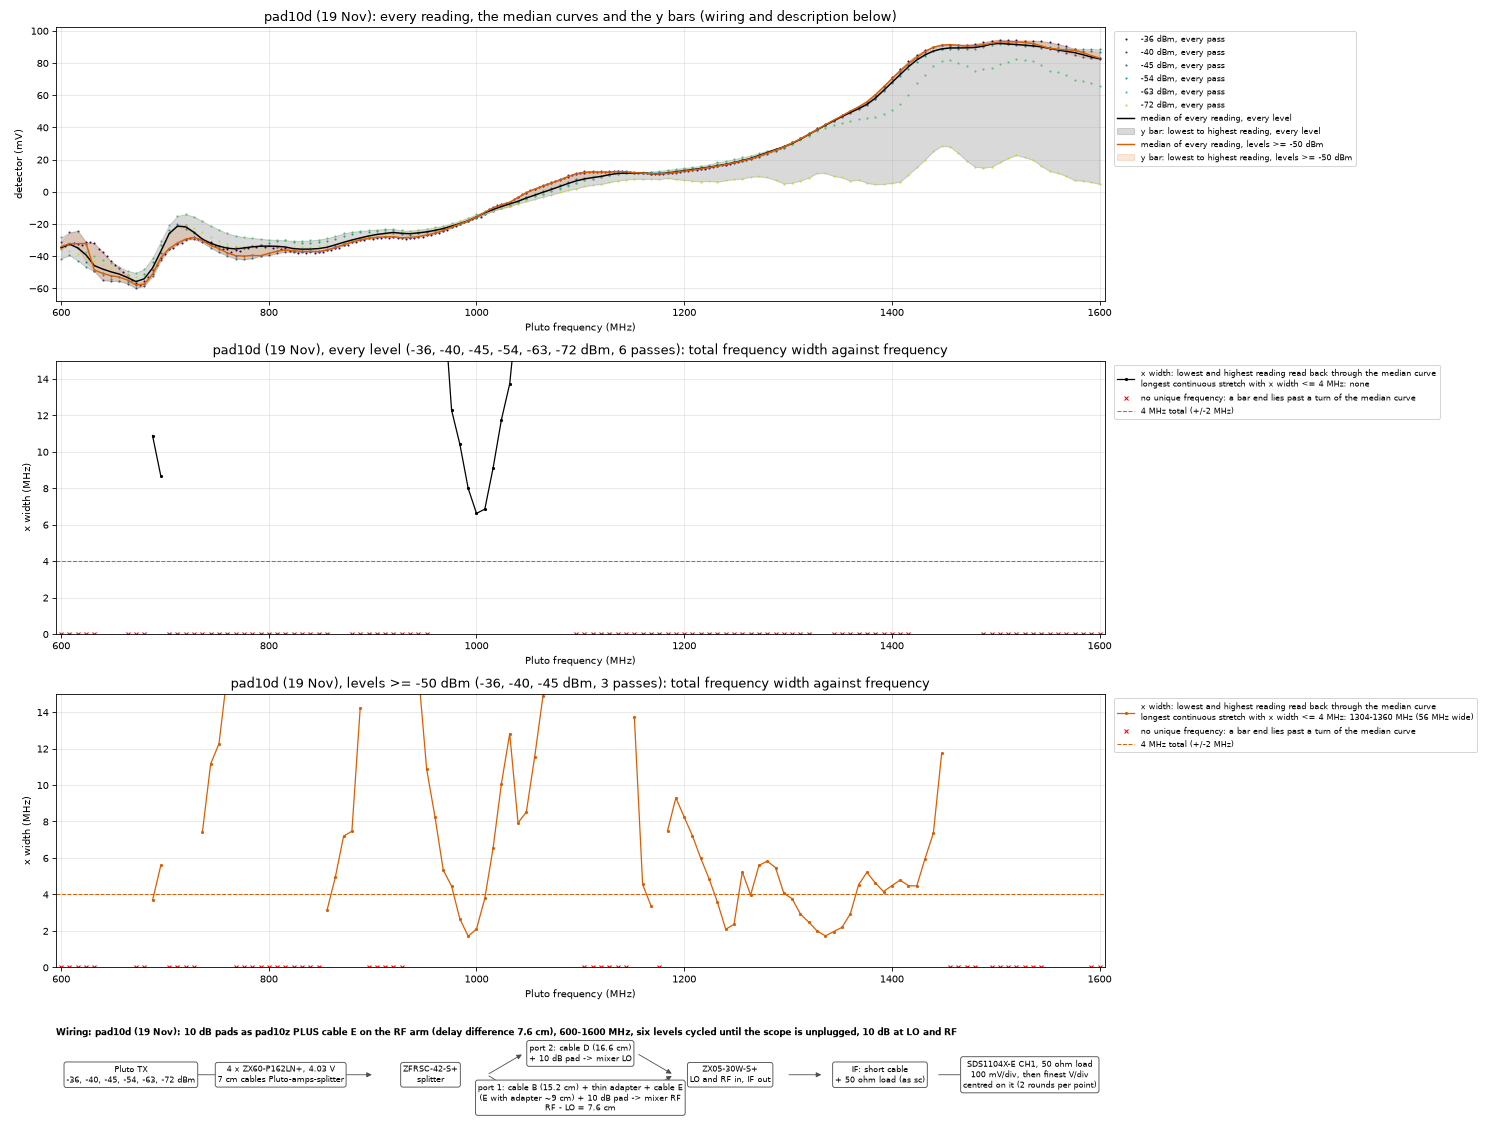 pad10d (19 Nov): every reading, the median curves and the y bars (wiring and description below)
detector (mV)
100
80
60
40
20
0
−20
−40
−60
600
800
1000
1200
1400
1600
Pluto frequency (MHz)
-36 dBm, every pass
-40 dBm, every pass
-45 dBm, every pass
-54 dBm, every pass
-63 dBm, every pass
-72 dBm, every pass
median of every reading, every level
y bar: lowest to highest reading, every level
median of every reading, levels >= -50 dBm
y bar: lowest to highest reading, levels >= -50 dBm
pad10d (19 Nov), every level (-36, -40, -45, -54, -63, -72 dBm, 6 passes): total frequency width against frequency
x width (MHz)
14
12
10
8
6
4
2
0
600
800
1000
1200
1400
1600
Pluto frequency (MHz)
x width: lowest and highest reading read back through the median curve
longest continuous stretch with x width <= 4 MHz: none
no unique frequency: a bar end lies past a turn of the median curve
4 MHz total (+/-2 MHz)
pad10d (19 Nov), levels >= -50 dBm (-36, -40, -45 dBm, 3 passes): total frequency width against frequency
x width (MHz)
14
12
10
8
6
4
2
0
600
800
1000
1200
1400
1600
Pluto frequency (MHz)
x width: lowest and highest reading read back through the median curve
longest continuous stretch with x width <= 4 MHz: 1304-1360 MHz (56 MHz wide)
no unique frequency: a bar end lies past a turn of the median curve
4 MHz total (+/-2 MHz)
Wiring: pad10d (19 Nov): 10 dB pads as pad10z PLUS cable E on the RF arm (delay difference 7.6 cm), 600-1600 MHz, six levels cycled until the scope is unplugged, 10 dB at LO and RF
Pluto TX
-36, -40, -45, -54, -63, -72 dBm
4 x ZX60-P162LN+, 4.03 V
7 cm cables Pluto-amps-splitter
ZFRSC-42-S+
splitter
port 2: cable D (16.6 cm)
+ 10 dB pad -> mixer LO
port 1: cable B (15.2 cm) + thin adapter + cable E
(E with adapter ~9 cm) + 10 dB pad -> mixer RF
RF - LO = 7.6 cm
ZX05-30W-S+
LO and RF in, IF out
IF: short cable
+ 50 ohm load (as sc)
SDS1104X-E CH1, 50 ohm load
100 mV/div, then finest V/div
centred on it (2 rounds per point)